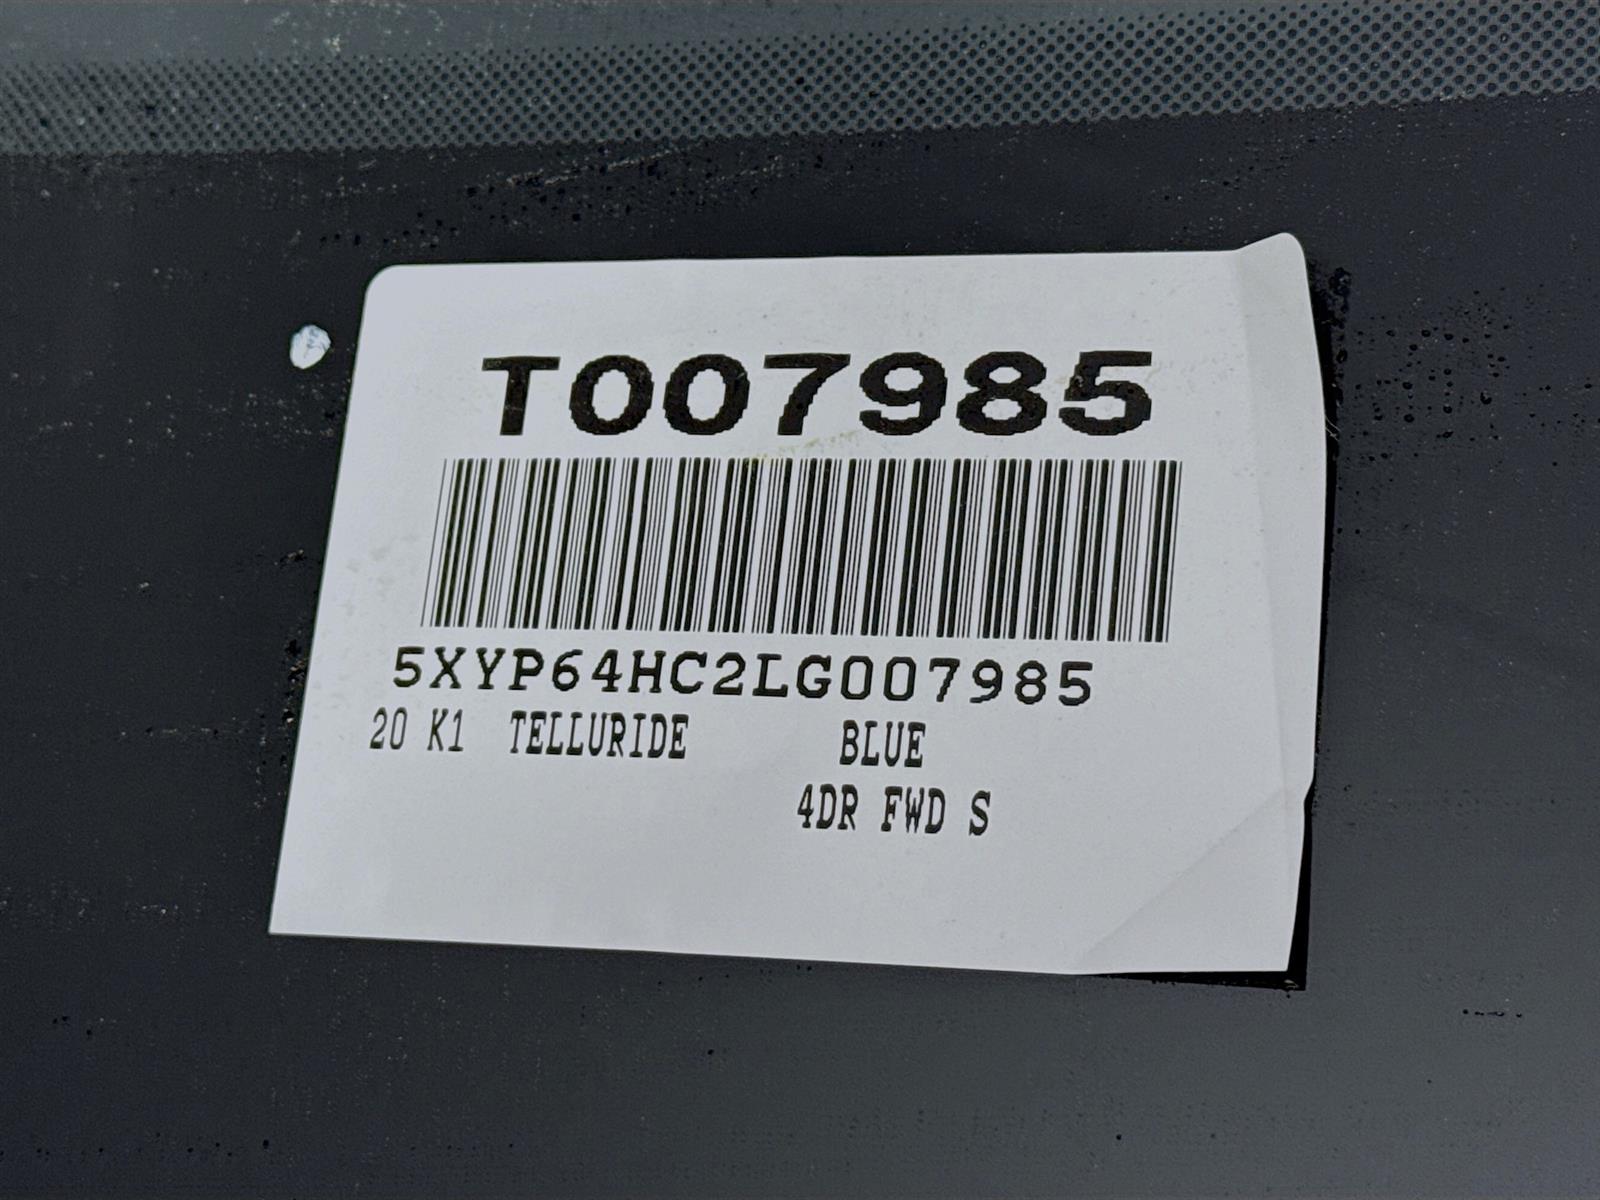 T007985
5XYP64HC2LG007985
20 K1 TELLURIDE BLUE
4DR FWD S